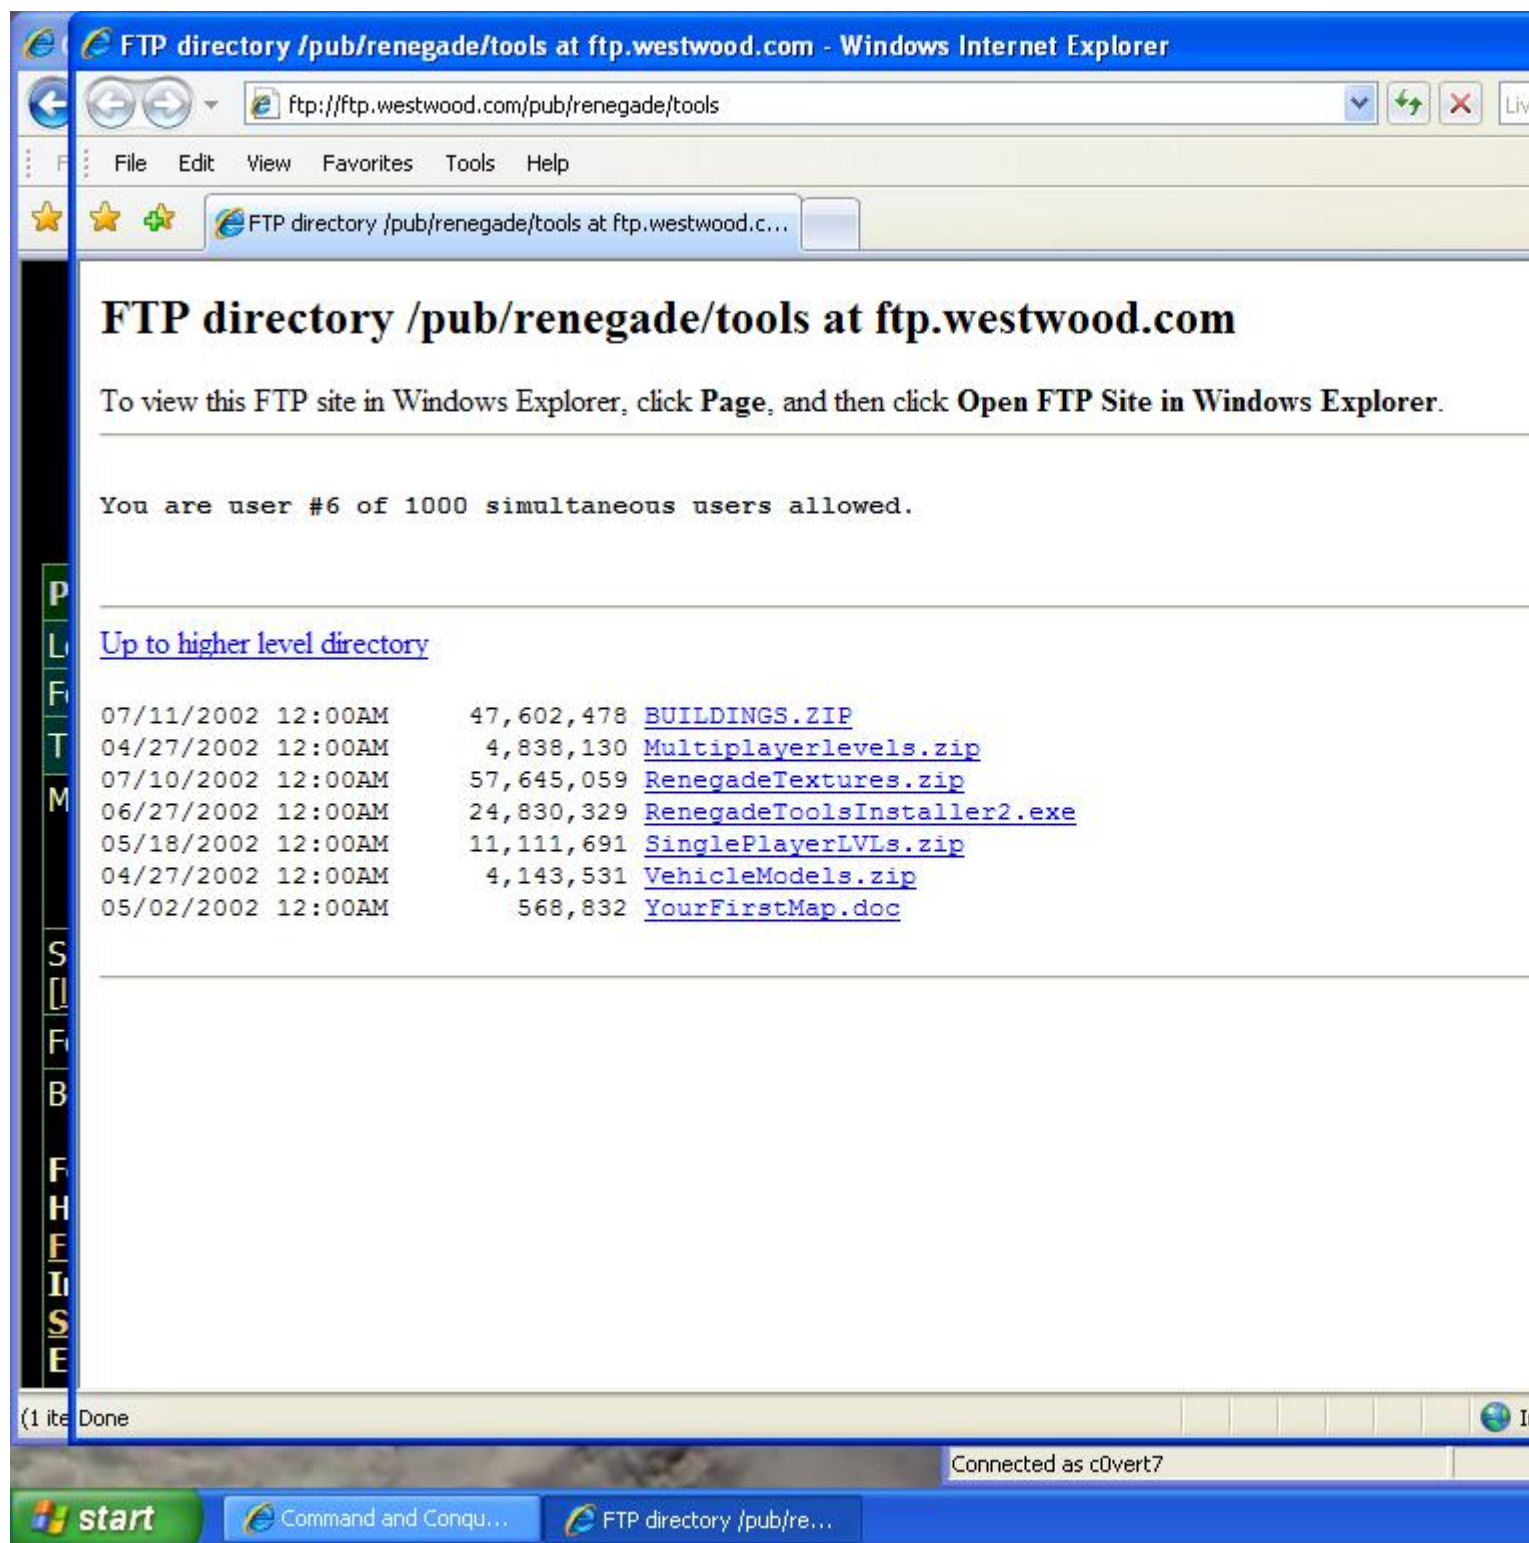 FTP directory /pub/renegade/tools at ftp.westwood.com - Windows Internet Explorer
ftp://ftp.westwood.com/pub/renegade/tools
File Edit View Favorites Tools Help
FTP directory /pub/renegade/tools at ftp.westwood.c...
FTP directory /pub/renegade/tools at ftp.westwood.com
To view this FTP site in Windows Explorer, click Page, and then click Open FTP Site in Windows Explorer.
You are user #6 of 1000 simultaneous users allowed.
Up to higher level directory
07/11/2002 12:00AM 47,602,478 BUILDINGS.ZIP
04/27/2002 12:00AM 4,838,130 Multiplayerlevels.zip
07/10/2002 12:00AM 57,645,059 RenegadeTextures.zip
06/27/2002 12:00AM 24,830,329 RenegadeToolsInstaller2.exe
05/18/2002 12:00AM 11,111,691 SinglePlayerLVLs.zip
04/27/2002 12:00AM 4,143,531 VehicleModels.zip
05/02/2002 12:00AM 568,832 YourFirstMap.doc
(1 ite
Done
Connected as c0vert7
start
Command and Conqu...
FTP directory /pub/re...